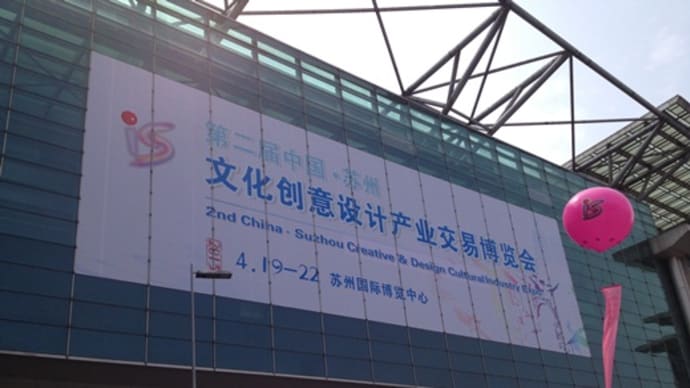 iS
第二届中国·苏州
文化创意设计产业交易博览会
2nd China · Suzhou Creative & Design Cultural Industry Expo
4.19-22 苏州国际博览中心
iS